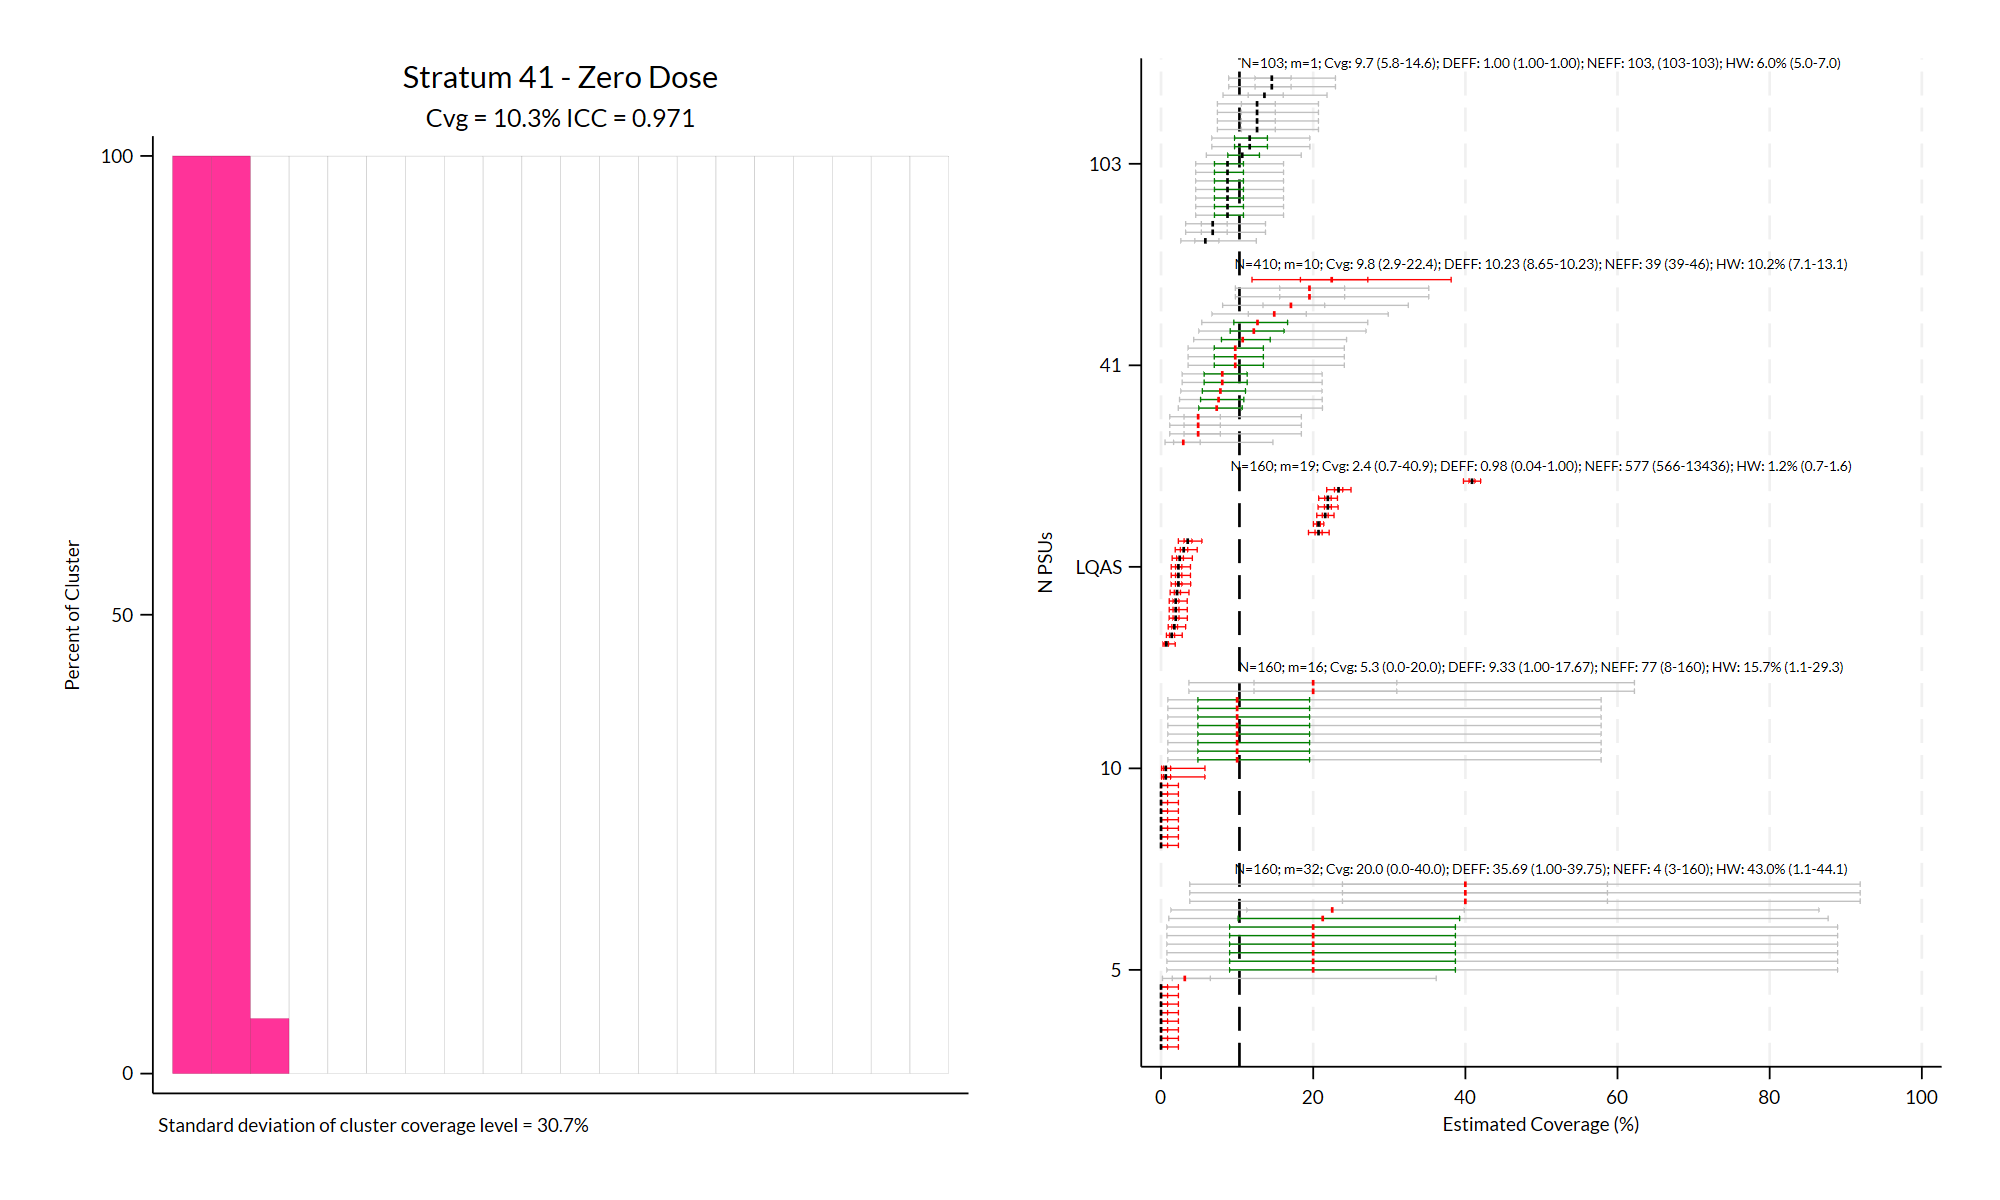 Stratum 41 - Zero Dose
Cvg = 10.3% ICC = 0.971
100
50
0
Percent of Cluster
Standard deviation of cluster coverage level = 30.7%
N PSUs
N=103; m=1; Cvg: 9.7 (5.8-14.6); DEFF: 1.00 (1.00-1.00); NEFF: 103, (103-103); HW: 6.0% (5.0-7.0)
103
N=410; m=10; Cvg: 9.8 (2.9-22.4); DEFF: 10.23 (8.65-10.23); NEFF: 39 (39-46); HW: 10.2% (7.1-13.1)
41
N=160; m=19; Cvg: 2.4 (0.7-40.9); DEFF: 0.98 (0.04-1.00); NEFF: 577 (566-13436); HW: 1.2% (0.7-1.6)
LQAS
N=160; m=16; Cvg: 5.3 (0.0-20.0); DEFF: 9.33 (1.00-17.67); NEFF: 77 (8-160); HW: 15.7% (1.1-29.3)
10
N=160; m=32; Cvg: 20.0 (0.0-40.0); DEFF: 35.69 (1.00-39.75); NEFF: 4 (3-160); HW: 43.0% (1.1-44.1)
5
0 20 40 60 80 100
Estimated Coverage (%)